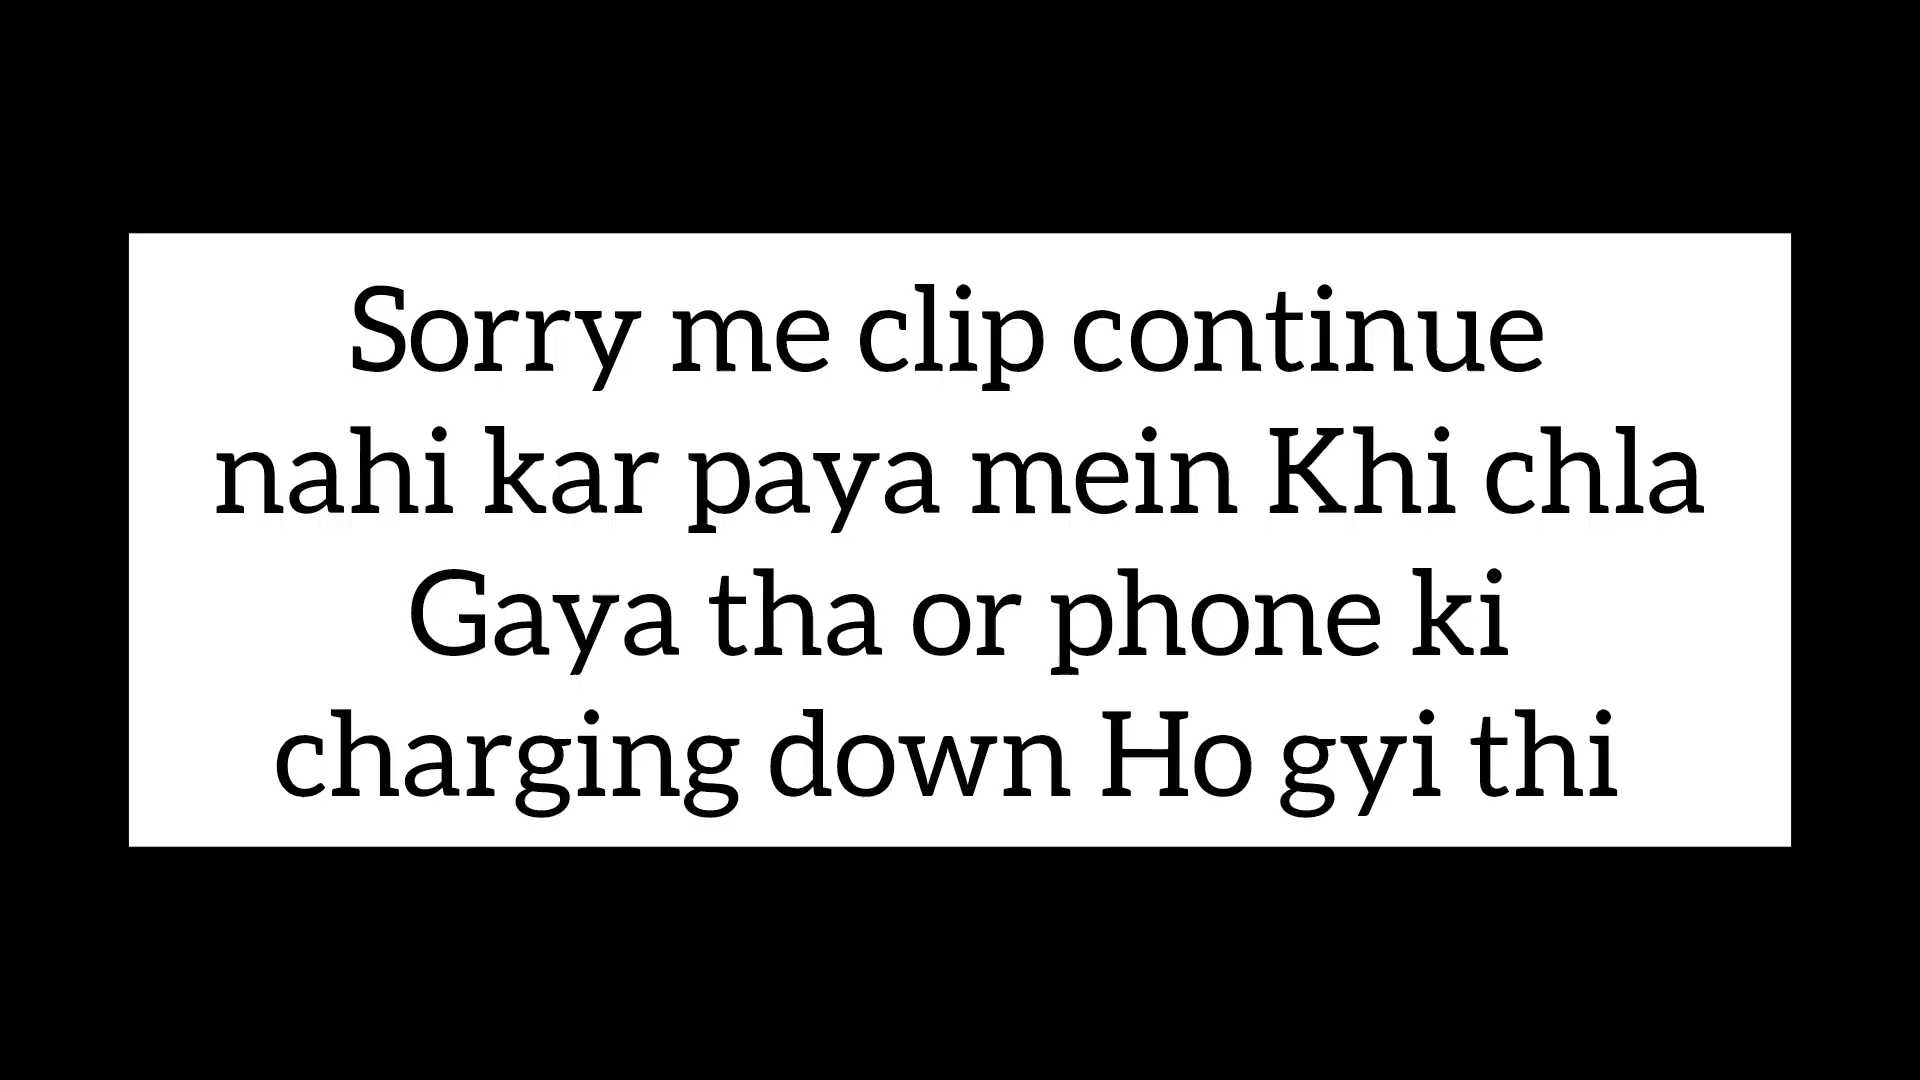 Sorry me clip continue
nahi kar paya mein Khi chla
Gaya tha or phone ki
charging down Ho gyi thi